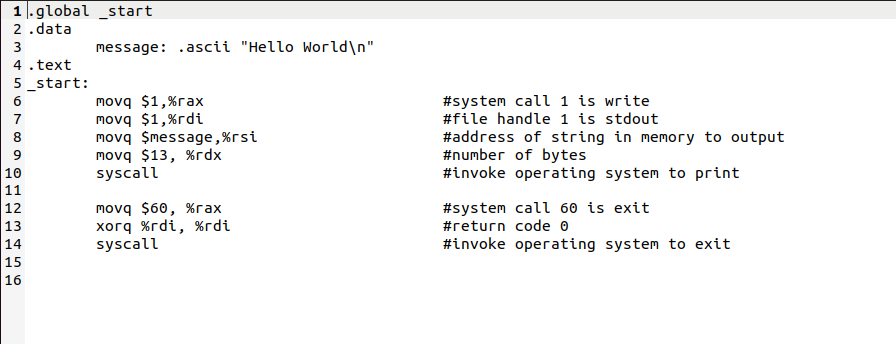 1 .global _start
2 .data
3 message: .ascii "Hello World\n"
4 .text
5 _start:
6 movq $1,%rax #system call 1 is write
7 movq $1,%rdi #file handle 1 is stdout
8 movq $message,%rsi #address of string in memory to output
9 movq $13, %rdx #number of bytes
10 syscall #invoke operating system to print
11
12 movq $60, %rax #system call 60 is exit
13 xorq %rdi, %rdi #return code 0
14 syscall #invoke operating system to exit
15
16